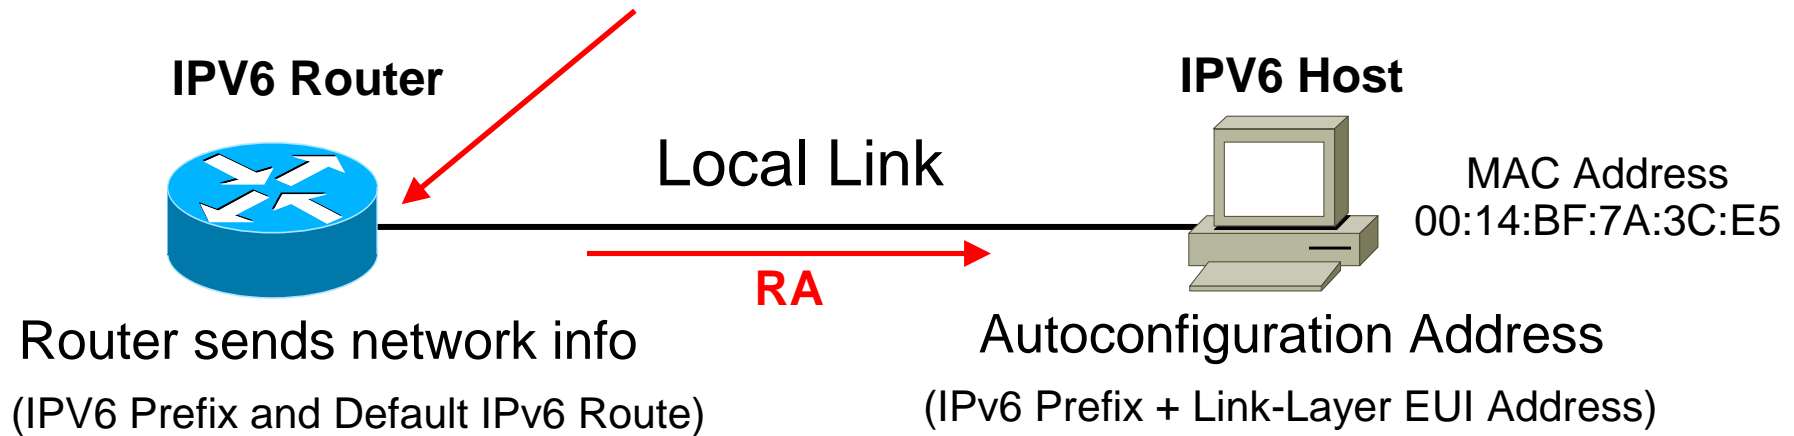 IPV6 Router
IPV6 Host
Local Link
MAC Address
00:14:BF:7A:3C:E5
RA
Router sends network info
(IPV6 Prefix and Default IPv6 Route)
Autoconfiguration Address
(IPv6 Prefix + Link-Layer EUI Address)